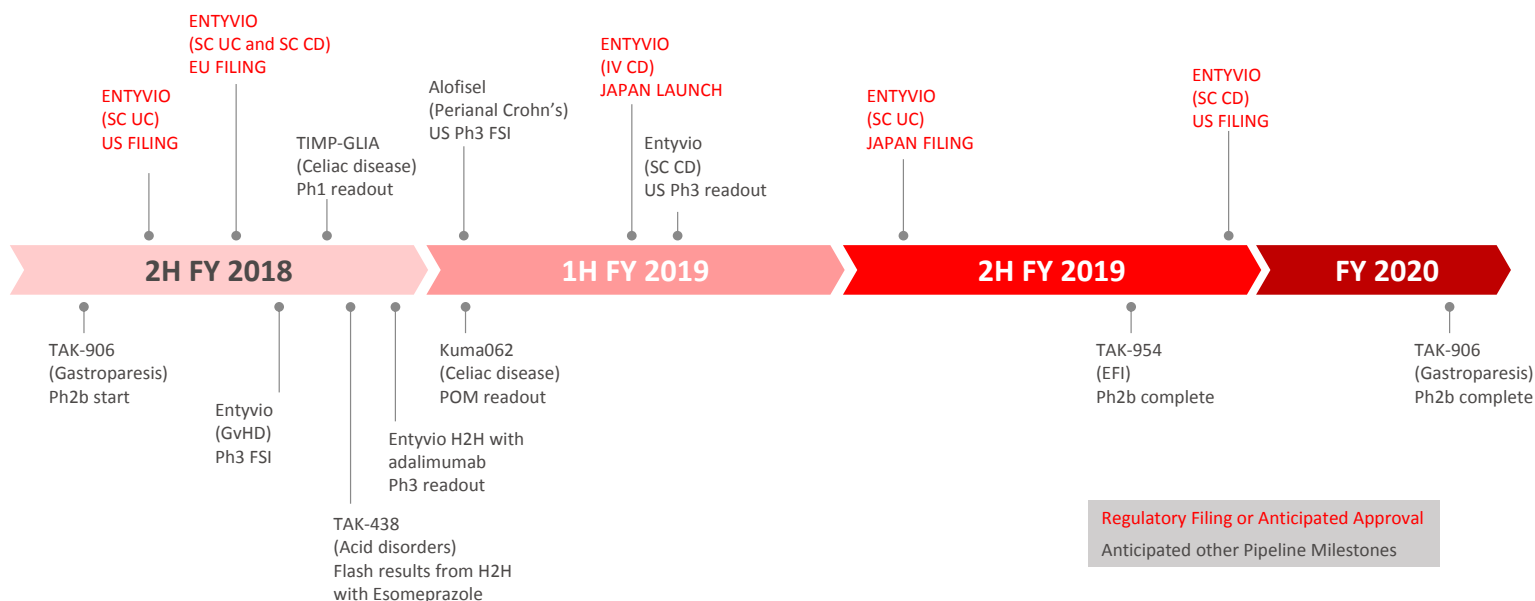 ENTYVIO
(SC UC and SC CD)
EU FILING
ENTYVIO
(SC UC)
US FILING
TIMP-GLIA
(Celiac disease)
Ph1 readout
Alofisel
(Perianal Crohn's)
US Ph3 FSI
ENTYVIO
(IV CD)
JAPAN LAUNCH
Entyvio
(SC CD)
US Ph3 readout
ENTYVIO
(SC UC)
JAPAN FILING
ENTYVIO
(SC CD)
US FILING
2H FY 2018
1H FY 2019
2H FY 2019
FY 2020
TAK-906
(Gastroparesis)
Ph2b start
Entyvio
(GvHD)
Ph3 FSI
TAK-438
(Acid disorders)
Flash results from H2H
with Esomeprazole
Entyvio H2H with
adalimumab
Ph3 readout
Kuma062
(Celiac disease)
POM readout
TAK-954
(EFI)
Ph2b complete
TAK-906
(Gastroparesis)
Ph2b complete
Regulatory Filing or Anticipated Approval
Anticipated other Pipeline Milestones